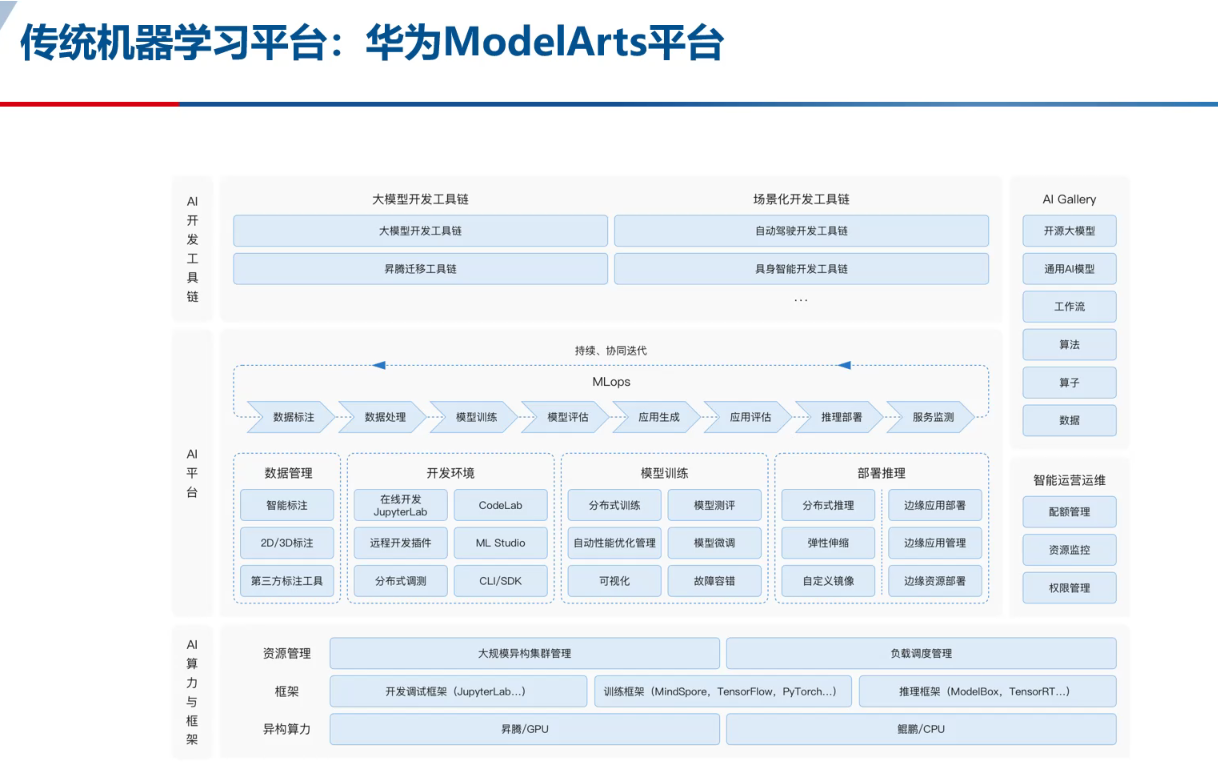 传统机器学习平台：华为ModelArts平台
AI开发工具链
大模型开发工具链
大模型开发工具链
昇腾迁移工具链
场景化开发工具链
自动驾驶开发工具链
具身智能开发工具链
...
AI Gallery
开源大模型
通用AI模型
工作流
算法
算子
数据
AI平台
持续、协同迭代
MLops
数据标注
数据处理
模型训练
模型评估
应用生成
应用评估
推理部署
服务监测
数据管理
智能标注
2D/3D标注
第三方标注工具
开发环境
在线开发
JupyterLab
CodeLab
远程开发插件
ML Studio
分布式调测
CLI/SDK
模型训练
分布式训练
模型测评
自动性能优化管理
模型微调
可视化
故障容错
部署推理
分布式推理
边缘应用部署
弹性伸缩
边缘应用管理
自定义镜像
边缘资源部署
智能运营运维
配额管理
资源监控
权限管理
AI算力与框架
资源管理
大规模异构集群管理
负载调度管理
框架
开发调试框架（JupyterLab...）
训练框架（MindSpore，TensorFlow，PyTorch...）
推理框架（ModelBox，TensorRT...）
异构算力
昇腾/GPU
鲲鹏/CPU